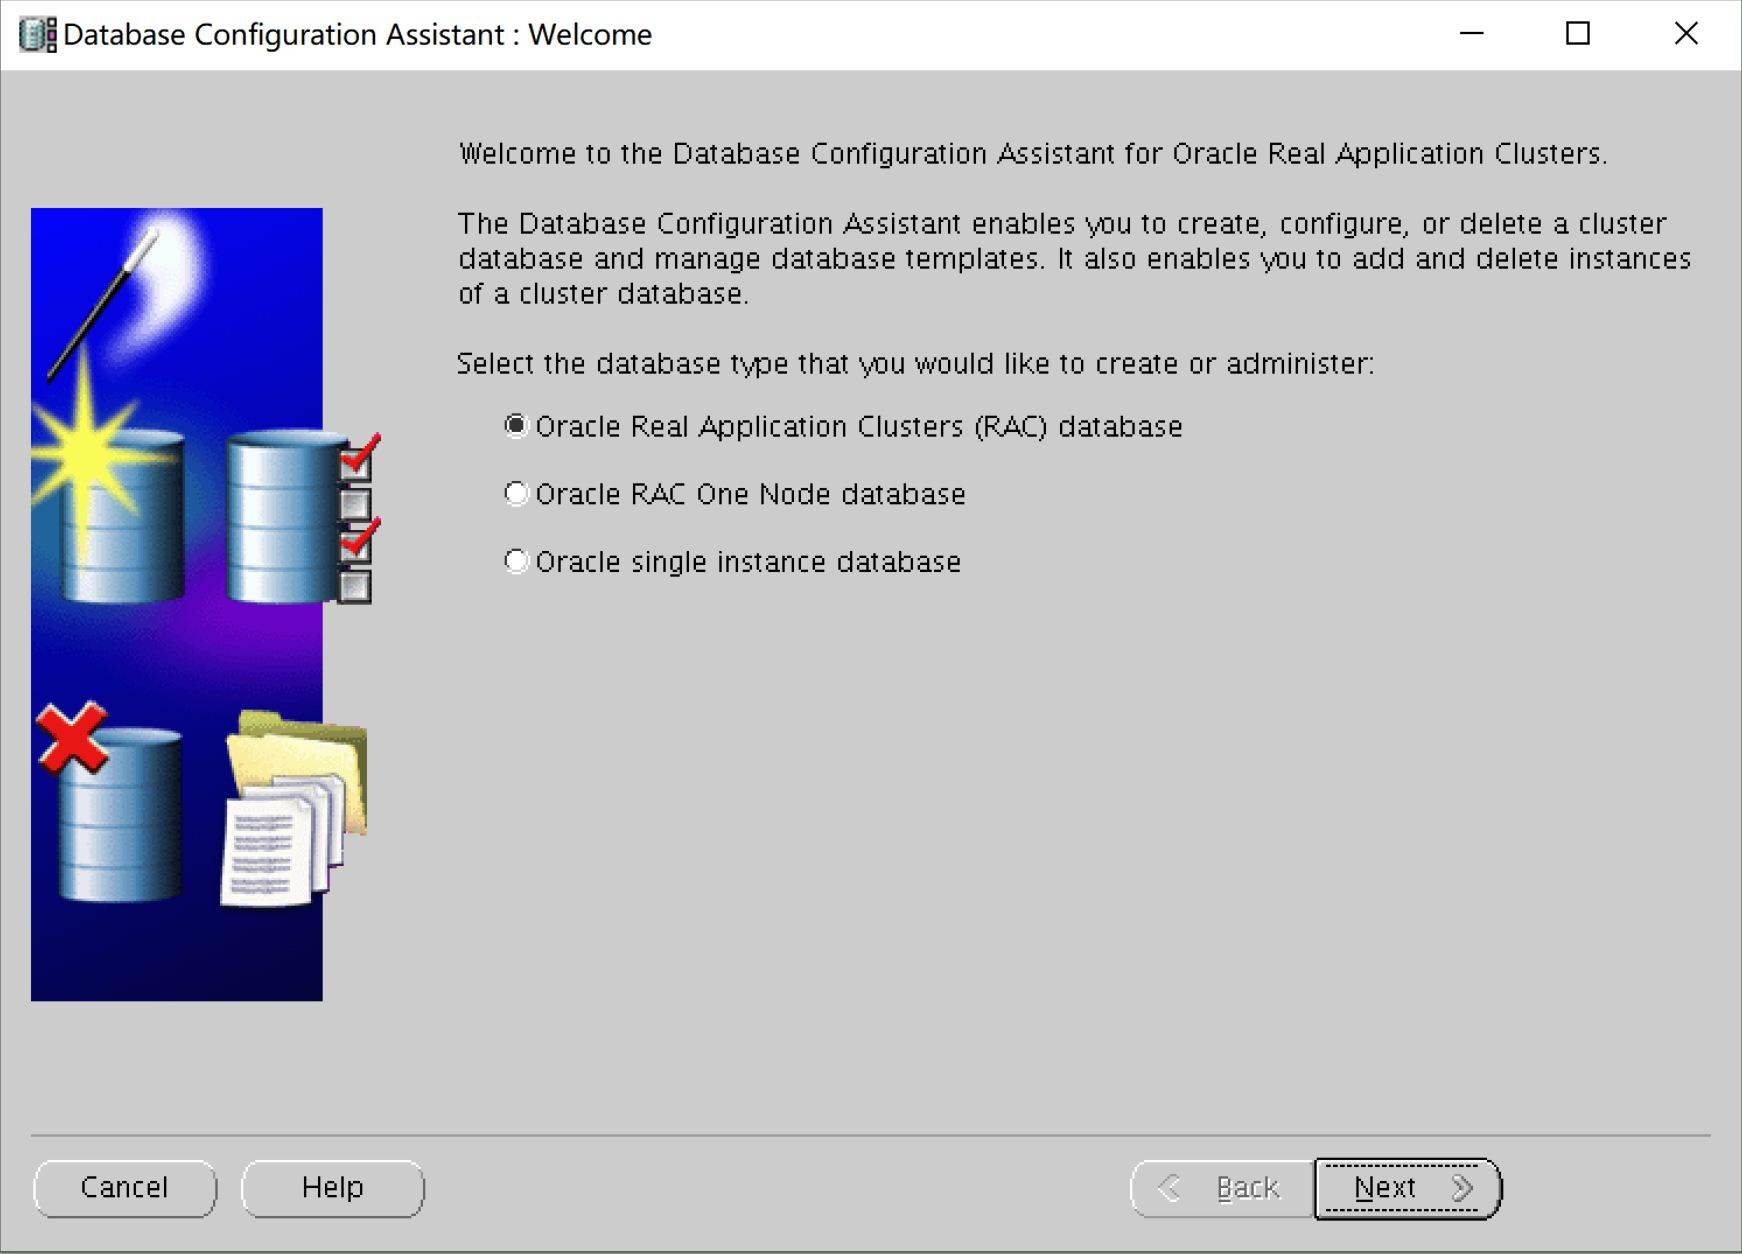 Database Configuration Assistant : Welcome
Welcome to the Database Configuration Assistant for Oracle Real Application Clusters.
The Database Configuration Assistant enables you to create, configure, or delete a cluster
database and manage database templates. It also enables you to add and delete instances
of a cluster database.
Select the database type that you would like to create or administer:
Oracle Real Application Clusters (RAC) database
Oracle RAC One Node database
Oracle single instance database
Cancel
Help
Back
Next